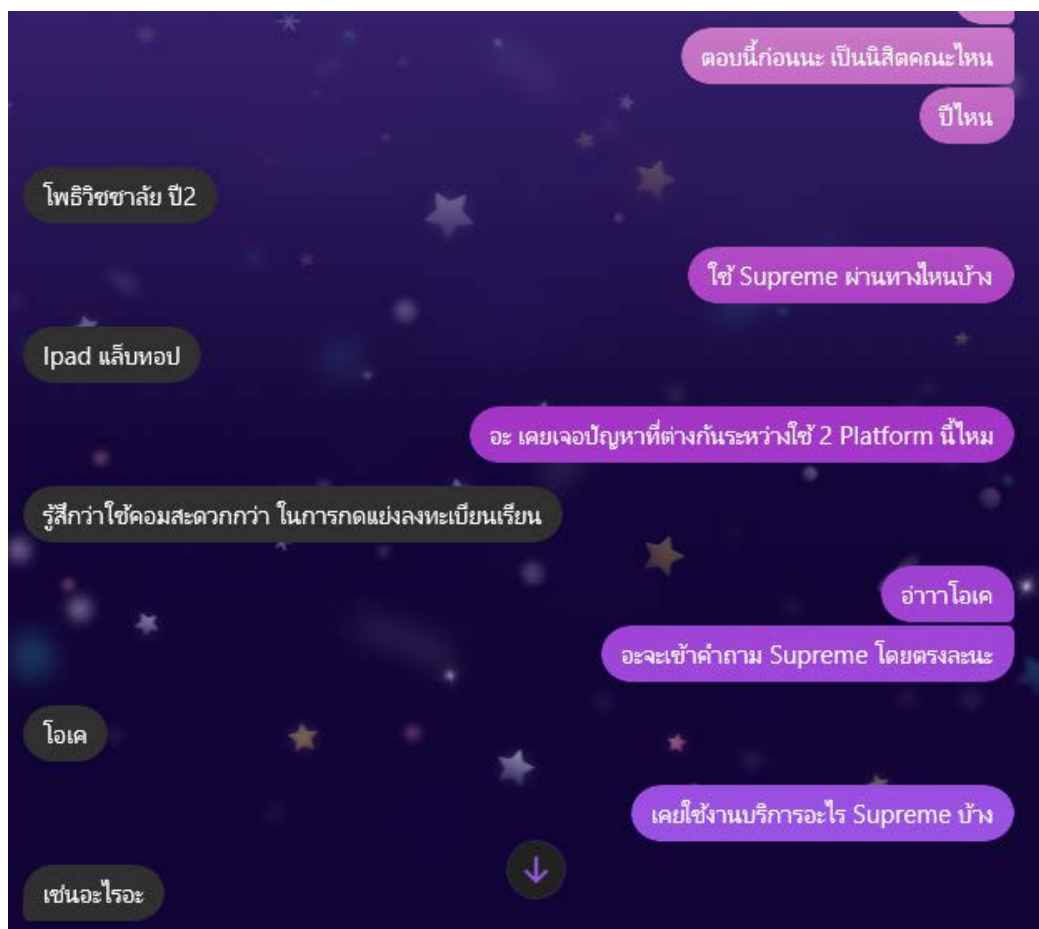 ตอบนี้ก่อนนะ เป็นนิสิตคณะไหน
ปีไหน
โพธิวิชชาลัย ปี2
ใช้ Supreme ผ่านทางไหนบ้าง
Ipad แล็บทอป
อะ เคยเจอปัญหาที่ต่างกันระหว่างใช้ 2 Platform นี้ไหม
รู้สึกว่าใช้คอมสะดวกกว่า ในการกดแย่งลงทะเบียนเรียน
อ่าาาโอเค
อะจะเข้าคำถาม Supreme โดยตรงละนะ
โอเค
เคยใช้งานบริการอะไร Supreme บ้าง
เช่นอะไรอะ